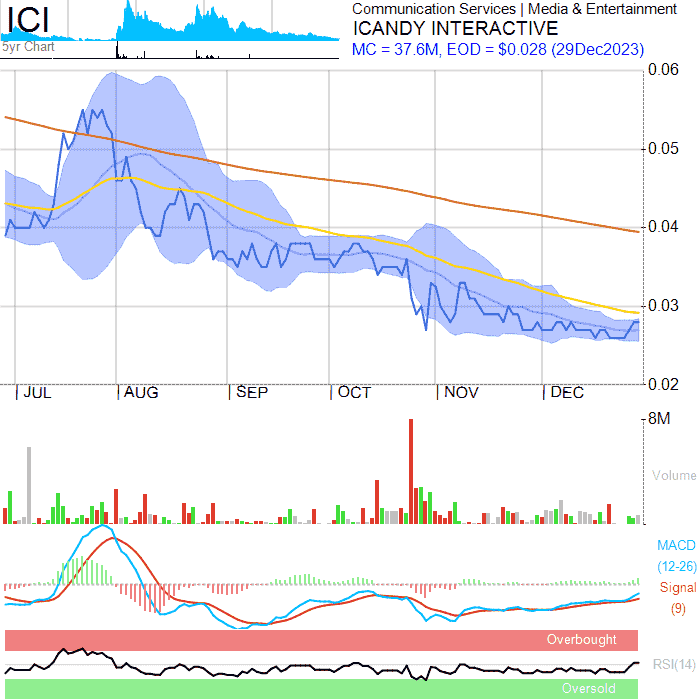 ICI
5yr Chart
Communication Services | Media & Entertainment
ICANDY INTERACTIVE
MC = 37.6M, EOD = $0.028 (29Dec2023)
0.06
0.05
0.04
0.03
0.02
JUL AUG SEP OCT NOV DEC
8M
Volume
MACD
(12-26)
Signal
(9)
Overbought
RSI(14)
Oversold